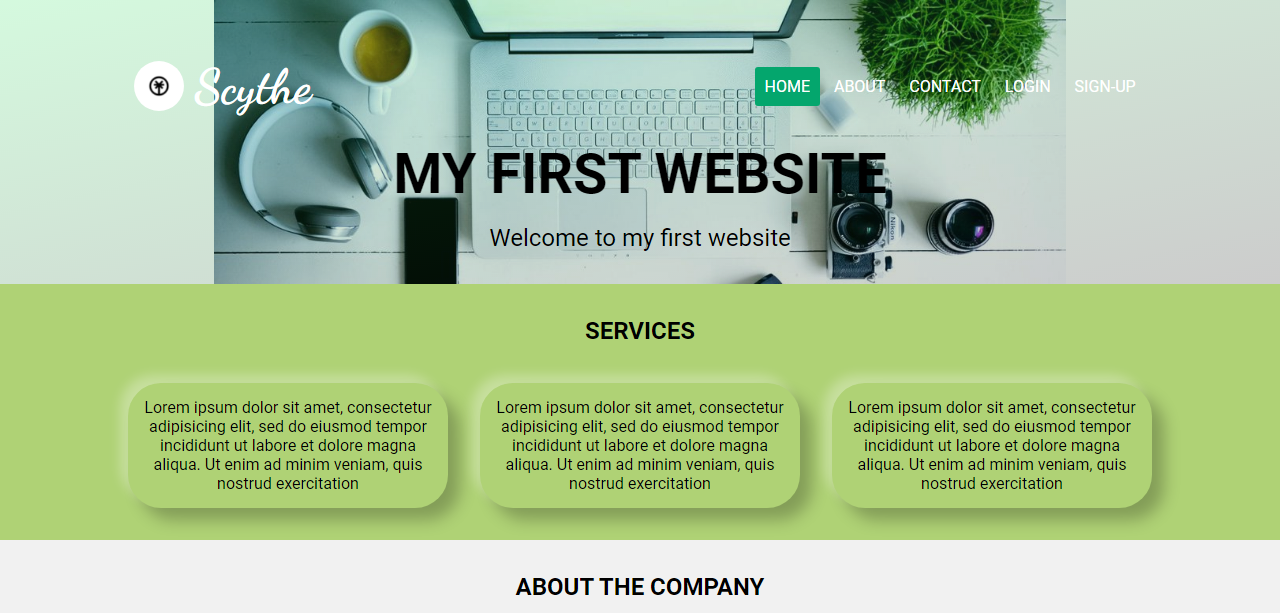 Scythe
HOME ABOUT CONTACT LOGIN SIGN-UP
MY FIRST WEBSITE
Welcome to my first website
Nikon
SERVICES
Lorem ipsum dolor sit amet, consectetur
adipisicing elit, sed do eiusmod tempor
incididunt ut labore et dolore magna
aliqua. Ut enim ad minim veniam, quis
nostrud exercitation
Lorem ipsum dolor sit amet, consectetur
adipisicing elit, sed do eiusmod tempor
incididunt ut labore et dolore magna
aliqua. Ut enim ad minim veniam, quis
nostrud exercitation
Lorem ipsum dolor sit amet, consectetur
adipisicing elit, sed do eiusmod tempor
incididunt ut labore et dolore magna
aliqua. Ut enim ad minim veniam, quis
nostrud exercitation
ABOUT THE COMPANY